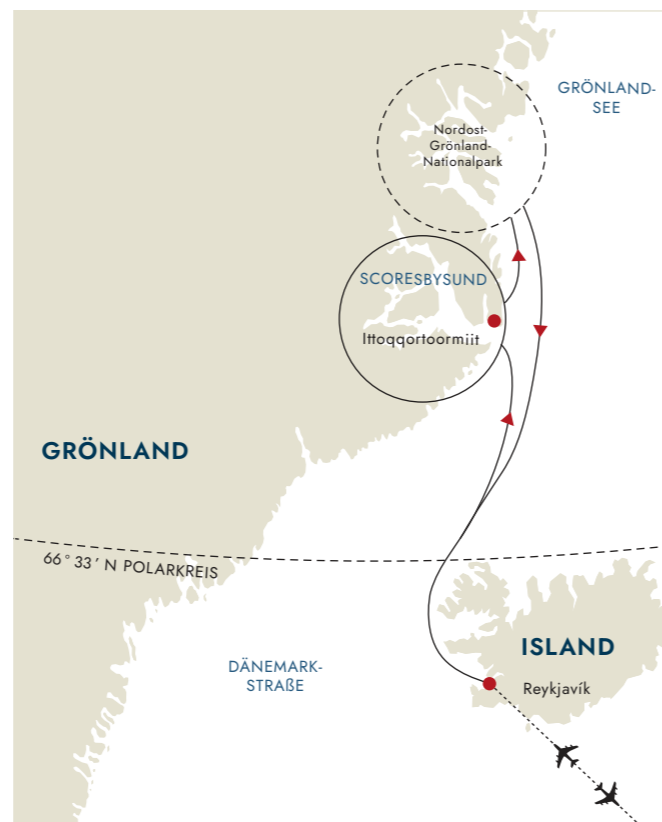 GRÖNLAND-
SEE
Nordost-
Grönland-
Nationalpark
SCORESBYSUND
Ittoqqortoormiit
GRÖNLAND
66° 33′ N POLARKREIS
DÄNEMARK-
STRAẞE
ISLAND
Reykjavík